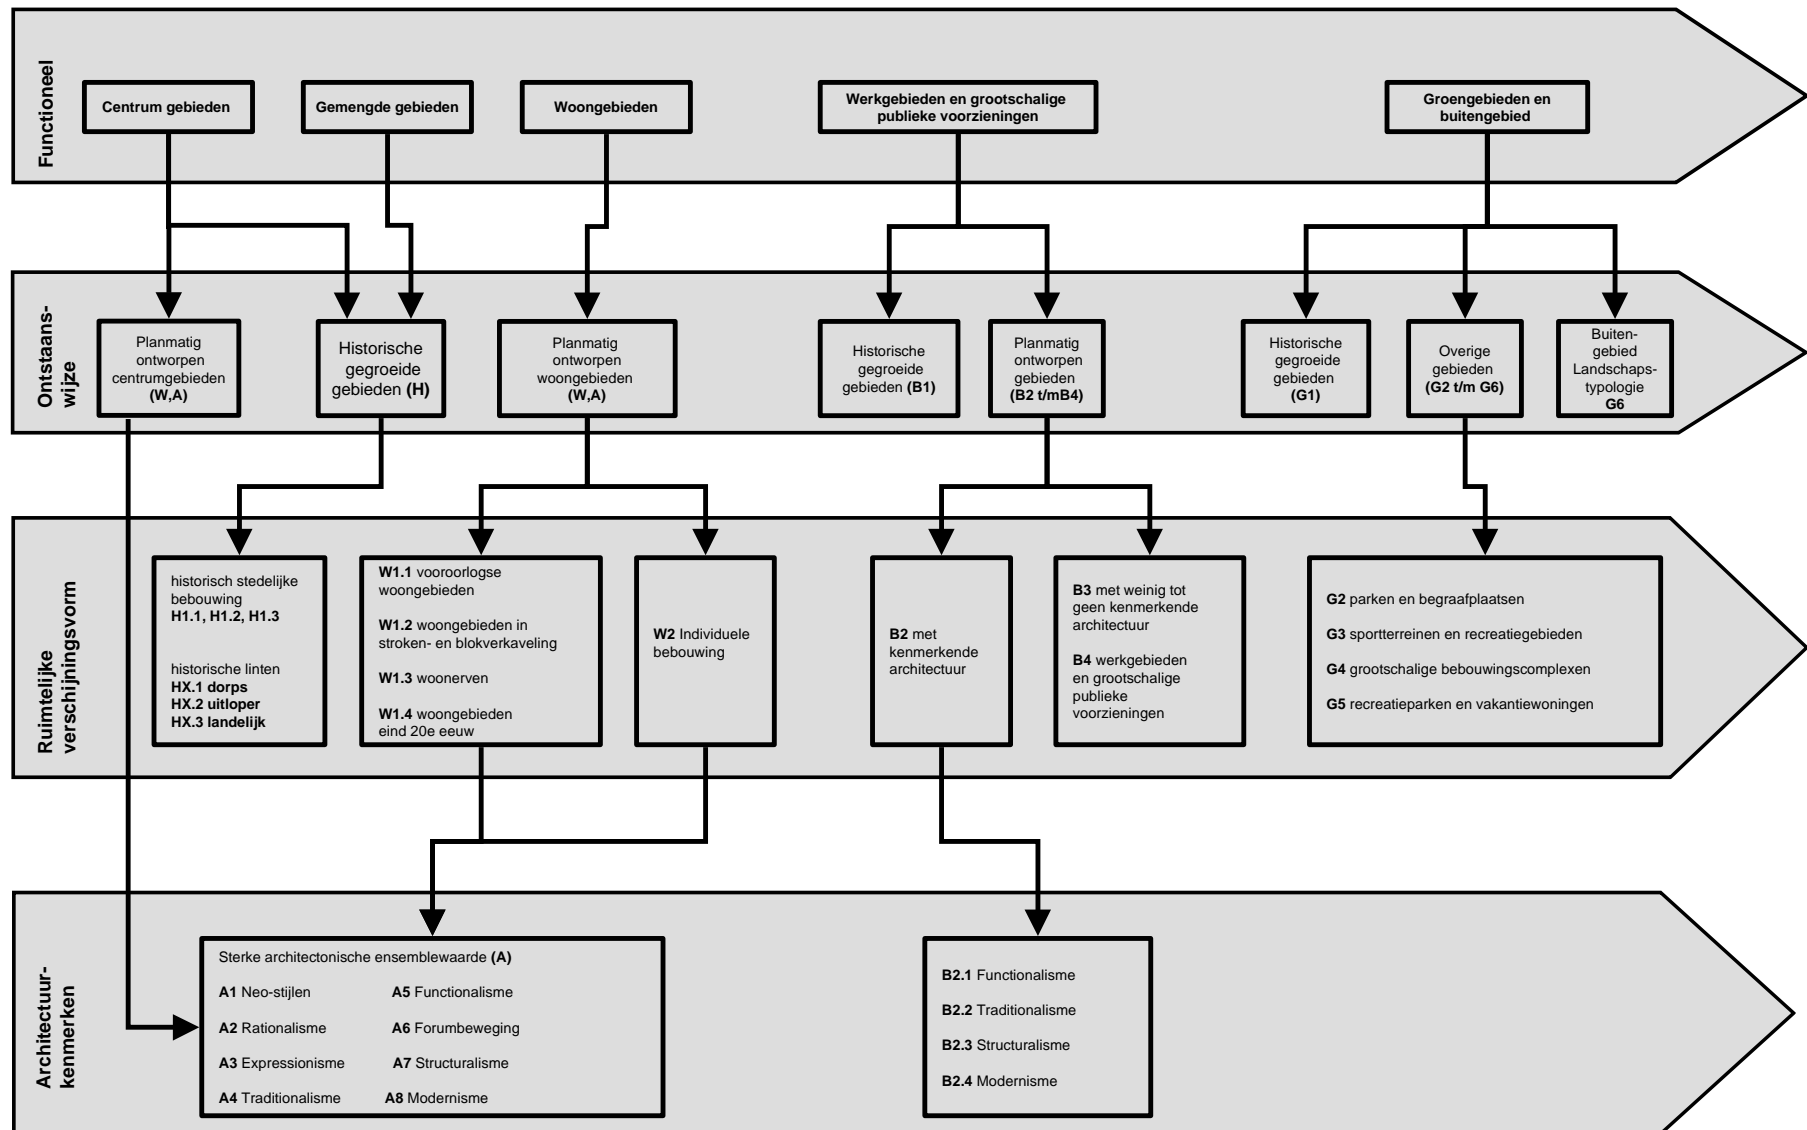 Functioneel
Centrum gebieden
Gemengde gebieden
Woongebieden
Werkgebieden en grootschalige
publieke voorzieningen
Groengebieden en
buitengebied
Ontstaans-
wijze
Planmatig
ontworpen
centrumgebieden
(W,A)
Historische
gegroeide
gebieden (H)
Planmatig
ontworpen
woongebieden
(W,A)
Historische
gegroeide
gebieden (B1)
Planmatig
ontworpen
gebieden
(B2 t/mB4)
Historische
gegroeide
gebieden
(G1)
Overige
gebieden
(G2 t/m G6)
Buiten-
gebied
Landschaps-
typologie
G6
Ruimtelijke
verschijningsvorm
historisch stedelijke
bebouwing
H1.1, H1.2, H1.3
historische linten
HX.1 dorps
HX.2 uitloper
HX.3 landelijk
W1.1 vooroorlogse
woongebieden
W1.2 woongebieden in
stroken- en blokverkaveling
W1.3 woonerven
W1.4 woongebieden
eind 20e eeuw
W2 Individuele
bebouwing
B2 met
kenmerkende
architectuur
B3 met weinig tot
geen kenmerkende
architectuur
B4 werkgebieden
en grootschalige
publieke
voorzieningen
G2 parken en begraafplaatsen
G3 sportterreinen en recreatiegebieden
G4 grootschalige bebouwingscomplexen
G5 recreatieparken en vakantiewoningen
Architectuur-
kenmerken
Sterke architectonische ensemblewaarde (A)
A1 Neo-stijlen
A5 Functionalisme
A2 Rationalisme
A6 Forumbeweging
A3 Expressionisme
A7 Structuralisme
A4 Traditionalisme
A8 Modernisme
B2.1 Functionalisme
B2.2 Traditionalisme
B2.3 Structuralisme
B2.4 Modernisme